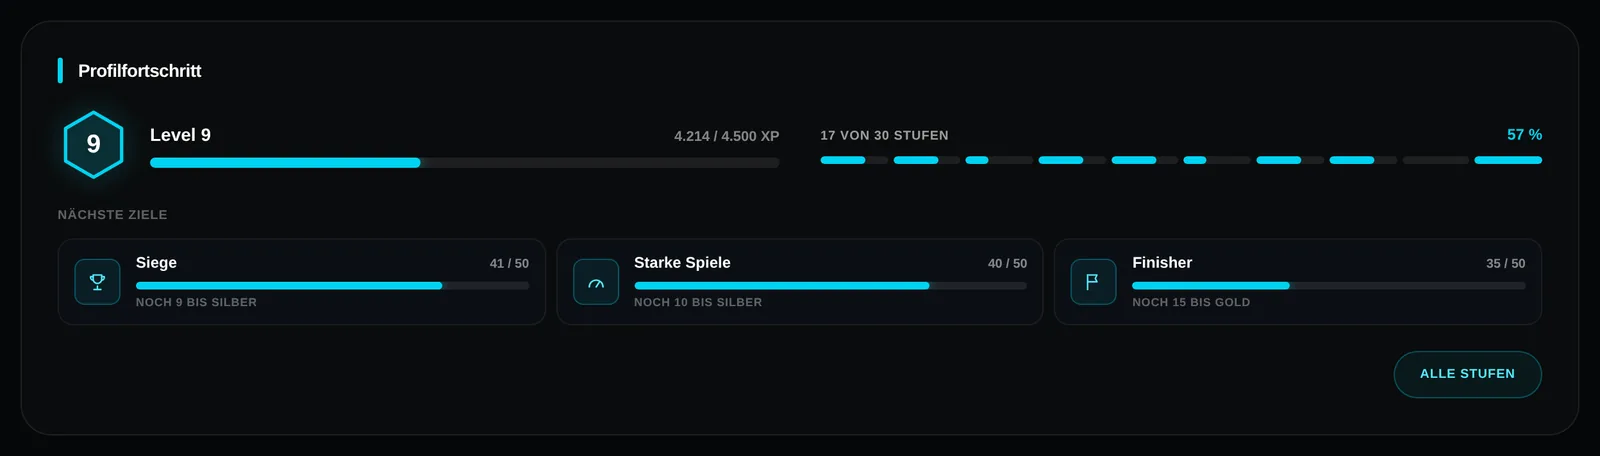 Profilfortschritt
9
Level 9
4.214 / 4.500 XP
17 VON 30 STUFEN
57 %
NÄCHSTE ZIELE
Siege
41 / 50
NOCH 9 BIS SILBER
Starke Spiele
40 / 50
NOCH 10 BIS SILBER
Finisher
35 / 50
NOCH 15 BIS GOLD
ALLE STUFEN